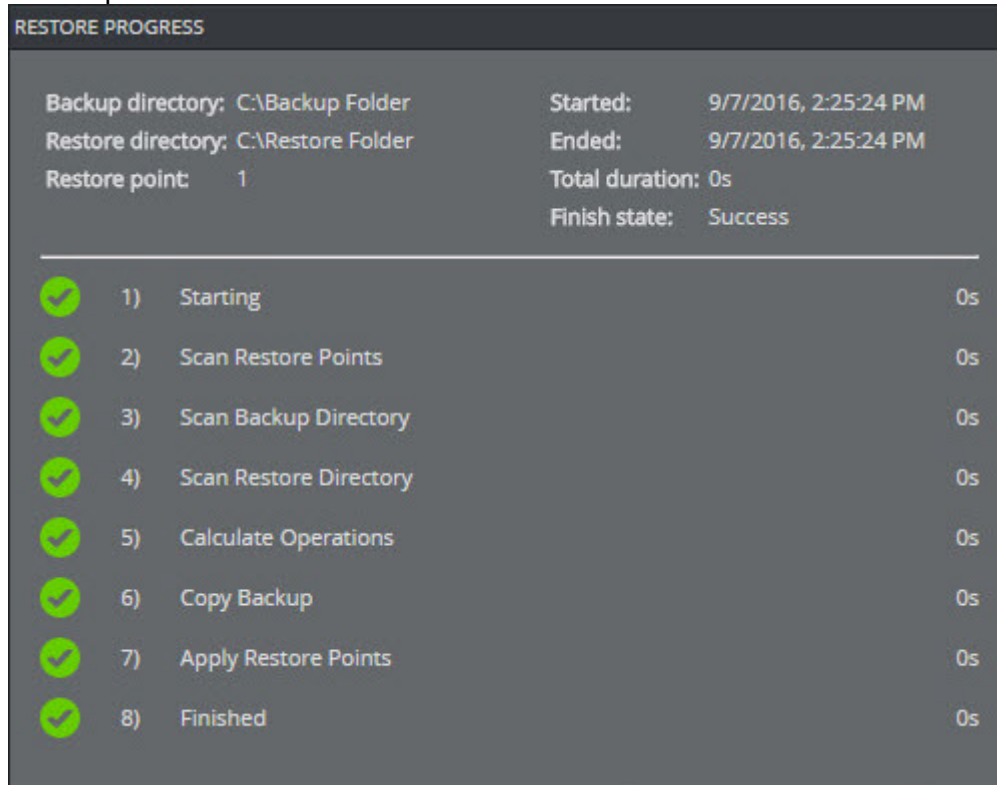 RESTORE PROGRESS
Backup directory: C:\Backup Folder
Restore directory: C:\Restore Folder
Restore point: 1
Started: 9/7/2016, 2:25:24 PM
Ended: 9/7/2016, 2:25:24 PM
Total duration: 0s
Finish state: Success
1) Starting 0s
2) Scan Restore Points 0s
3) Scan Backup Directory 0s
4) Scan Restore Directory 0s
5) Calculate Operations 0s
6) Copy Backup 0s
7) Apply Restore Points 0s
8) Finished 0s